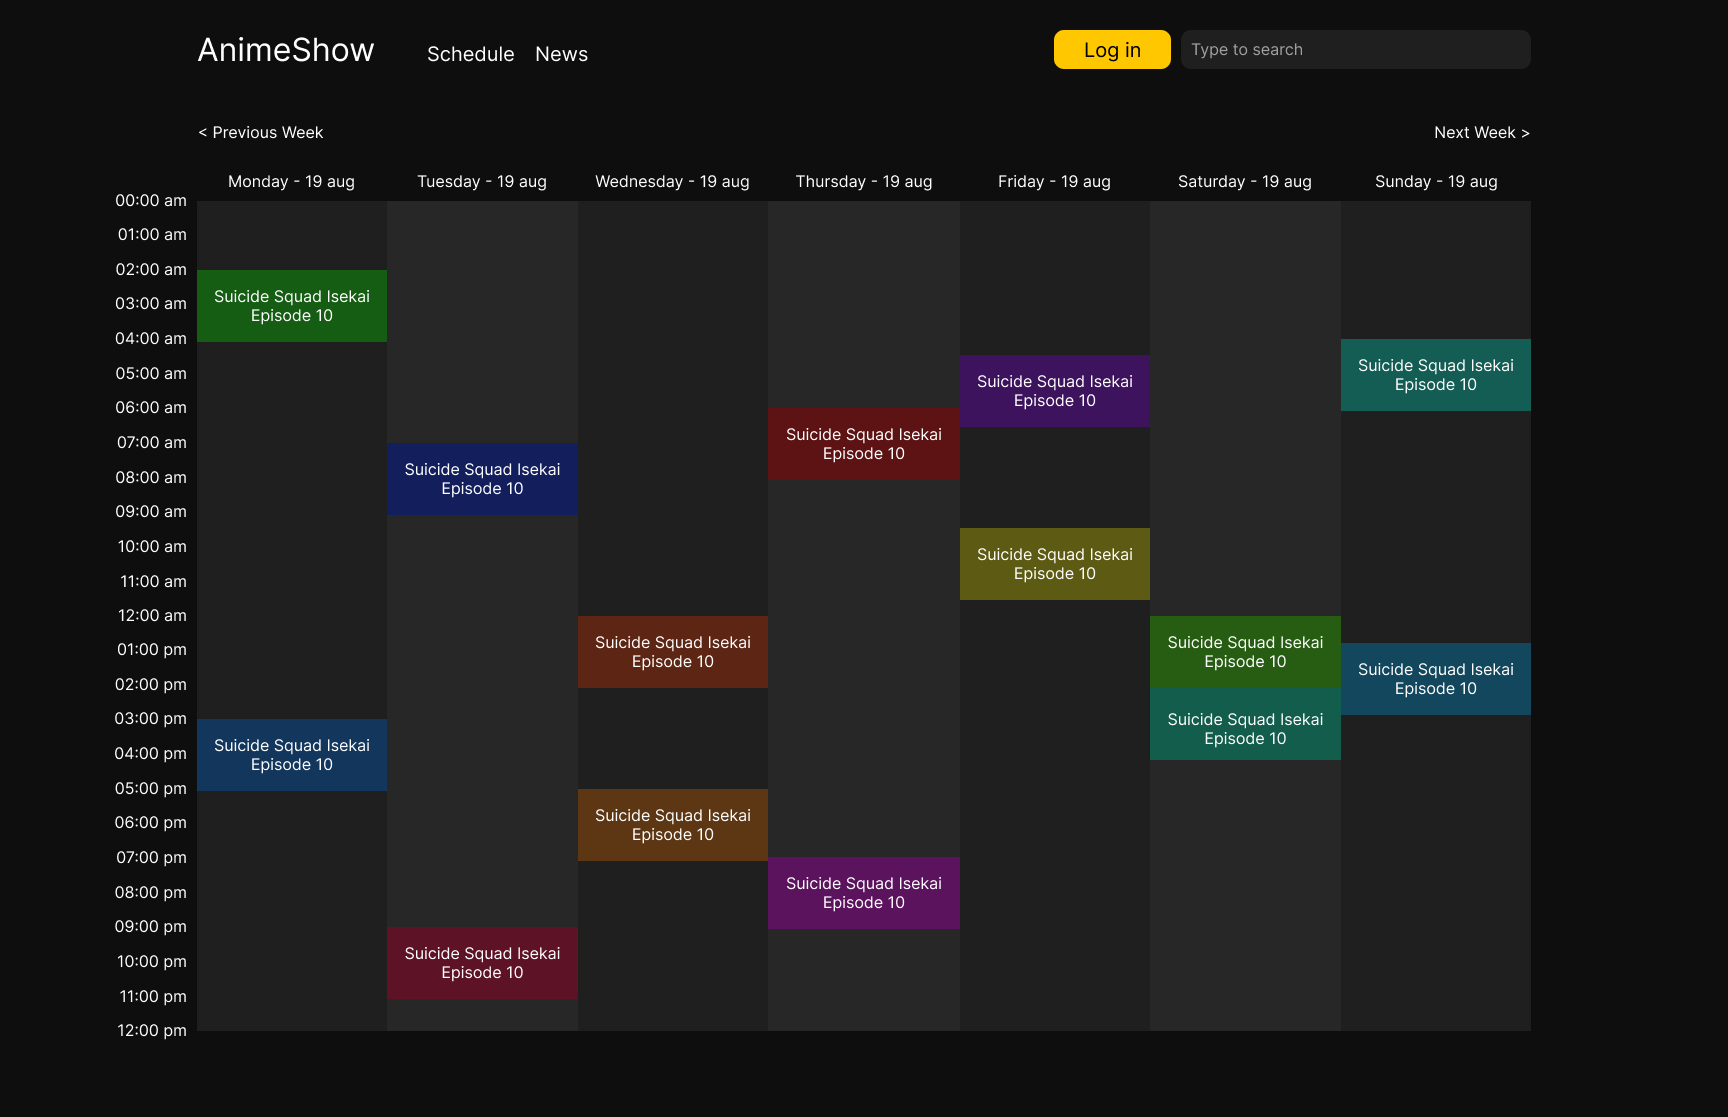 AnimeShow
Schedule News
Log in
Type to search
< Previous Week
Next Week >
Monday - 19 aug
Tuesday - 19 aug
Wednesday - 19 aug
Thursday - 19 aug
Friday - 19 aug
Saturday - 19 aug
Sunday - 19 aug
00:00 am
01:00 am
02:00 am
03:00 am
04:00 am
05:00 am
06:00 am
07:00 am
08:00 am
09:00 am
10:00 am
11:00 am
12:00 am
01:00 pm
02:00 pm
03:00 pm
04:00 pm
05:00 pm
06:00 pm
07:00 pm
08:00 pm
09:00 pm
10:00 pm
11:00 pm
12:00 pm
Suicide Squad Isekai
Episode 10
Suicide Squad Isekai
Episode 10
Suicide Squad Isekai
Episode 10
Suicide Squad Isekai
Episode 10
Suicide Squad Isekai
Episode 10
Suicide Squad Isekai
Episode 10
Suicide Squad Isekai
Episode 10
Suicide Squad Isekai
Episode 10
Suicide Squad Isekai
Episode 10
Suicide Squad Isekai
Episode 10
Suicide Squad Isekai
Episode 10
Suicide Squad Isekai
Episode 10
Suicide Squad Isekai
Episode 10
Suicide Squad Isekai
Episode 10